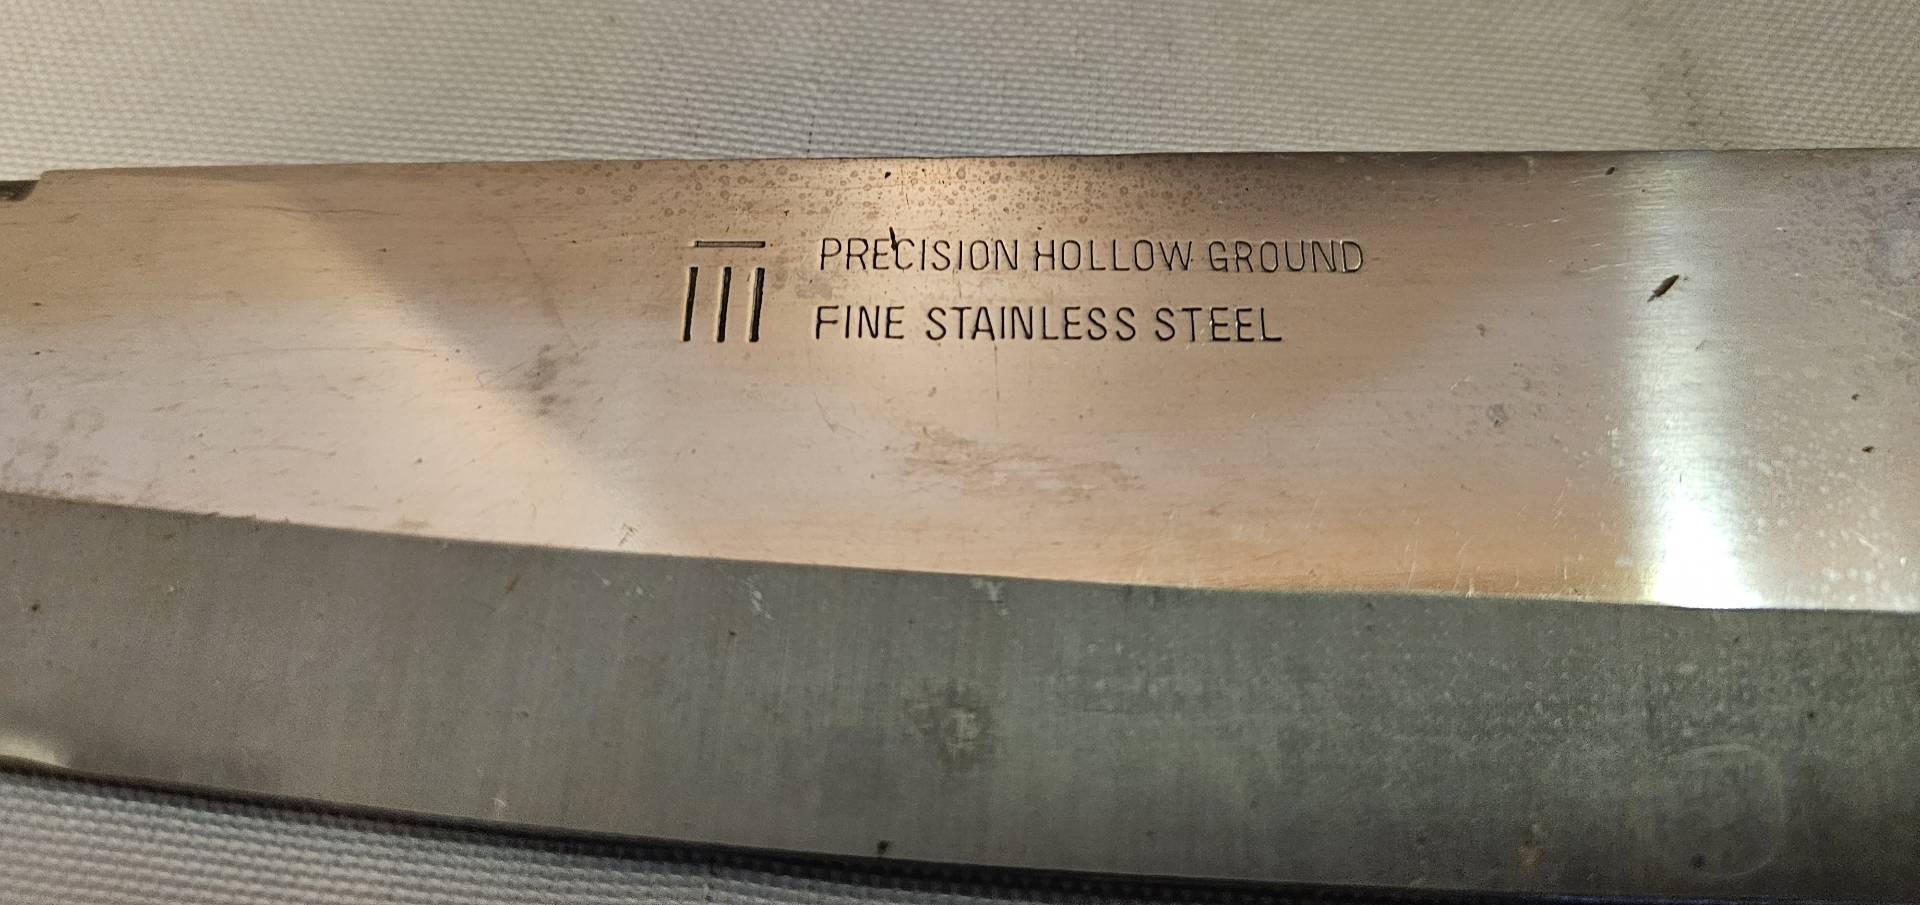 PRECISION HOLLOW GROUND
FINE STAINLESS STEEL